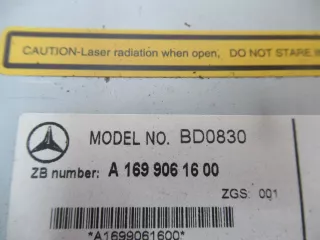 CAUTION-Laser radiation when open, DO NOT STARE
MODEL NO. BD0830
ZB number: A 169 906 16 00
ZGS: 001
*A1699061600*